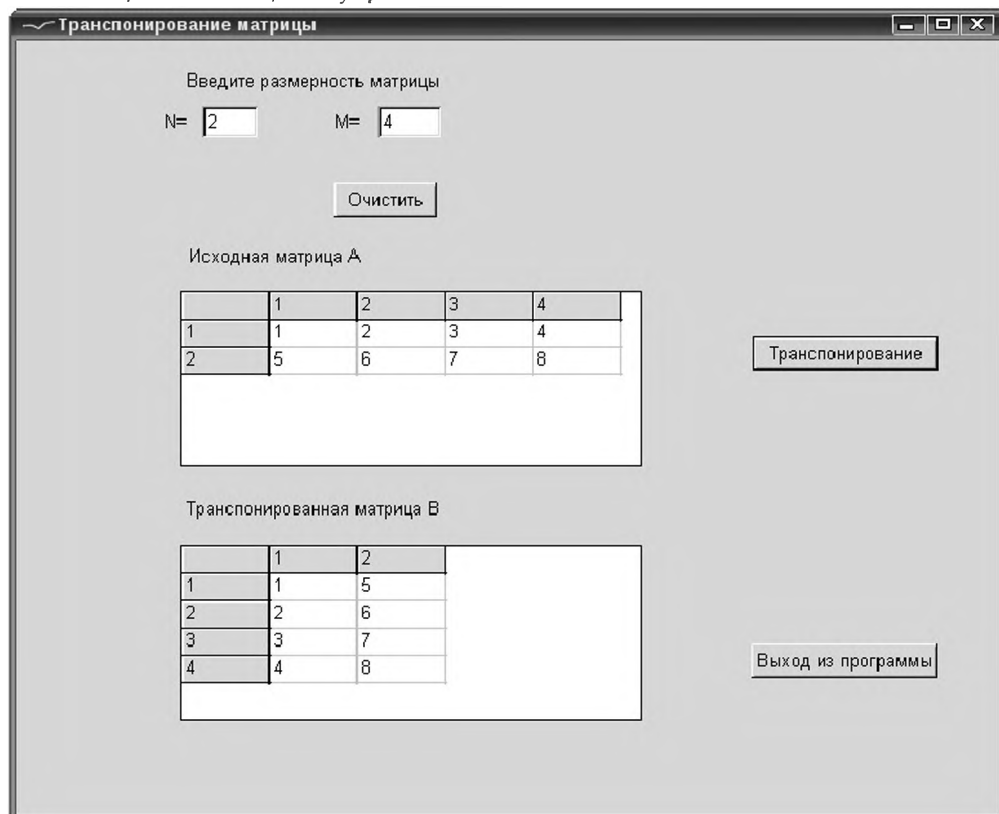 Транспонирование матрицы
Введите размерность матрицы
N= 2 M= 4
Очистить
Исходная матрица А
1 2 3 4
1 1 2 3 4
2 5 6 7 8
Транспонирование
Транспонированная матрица В
1 2
1 1 5
2 2 6
3 3 7
4 4 8
Выход из программы